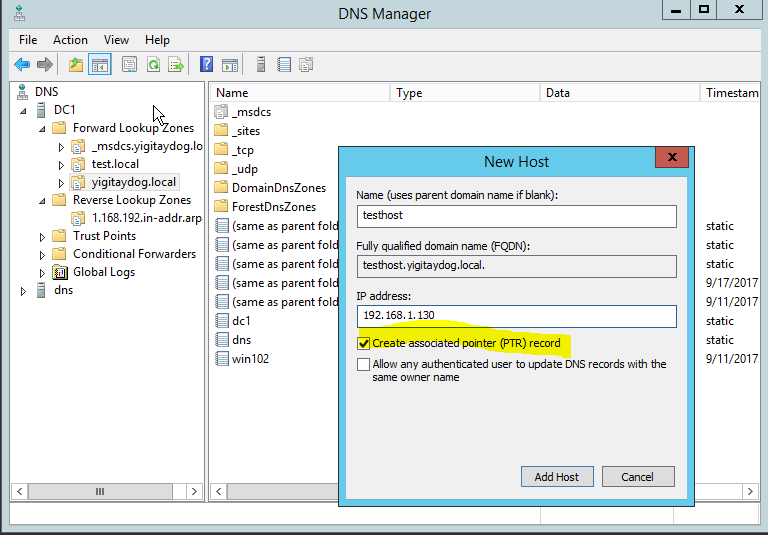 DNS Manager
File Action View Help
Name Type Data Timestam
DNS
DC1
Forward Lookup Zones
_msdcs.yigitaydog.lo
test.local
yigitaydog.local
Reverse Lookup Zones
1.168.192.in-addr.arp
Trust Points
Conditional Forwarders
Global Logs
dns
_msdcs
_sites
_tcp
_udp
DomainDnsZones
ForestDnsZones
(same as parent fold static
(same as parent fold static
(same as parent fold static
(same as parent fold 9/17/2017
(same as parent fold 9/11/2017
dc1 static
dns static
win102 9/11/2017
New Host
Name (uses parent domain name if blank):
testhost
Fully qualified domain name (FQDN):
testhost.yigitaydog.local.
IP address:
192.168.1.130
Create associated pointer (PTR) record
Allow any authenticated user to update DNS records with the
same owner name
Add Host Cancel